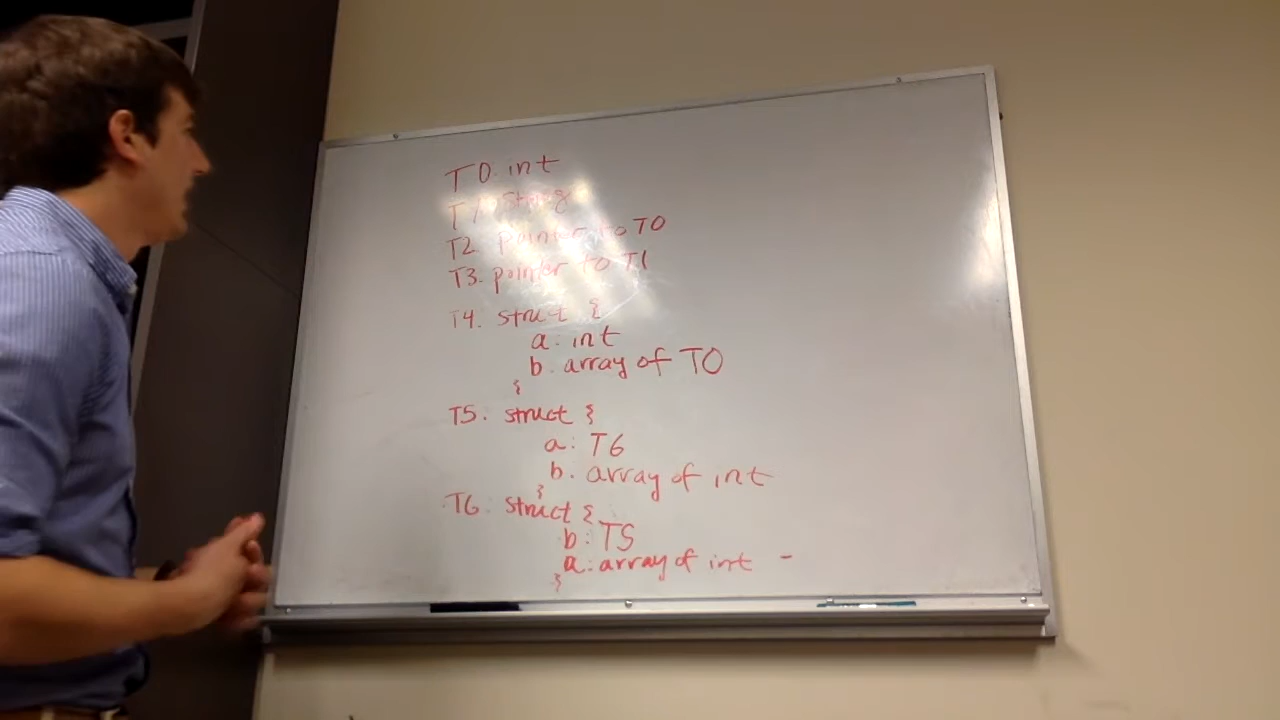 T0. int
T1. string
T2. pointer to T0
T3. pointer to T1
T4. struct {
a: int
b. array of T0
}
T5. struct {
a: T6
b. array of int
}
T6. struct {
b: T5
a: array of int -
}